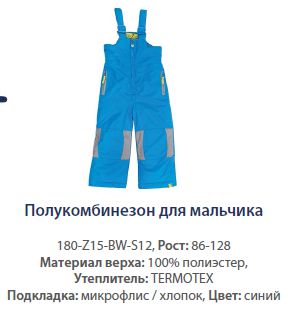 Полукомбинезон для мальчика
180-Z15-BW-S12, Рост: 86-128
Материал верха: 100% полиэстер,
Утеплитель: TERMOTEX
Подкладка: микрофлис / хлопок, Цвет: синий